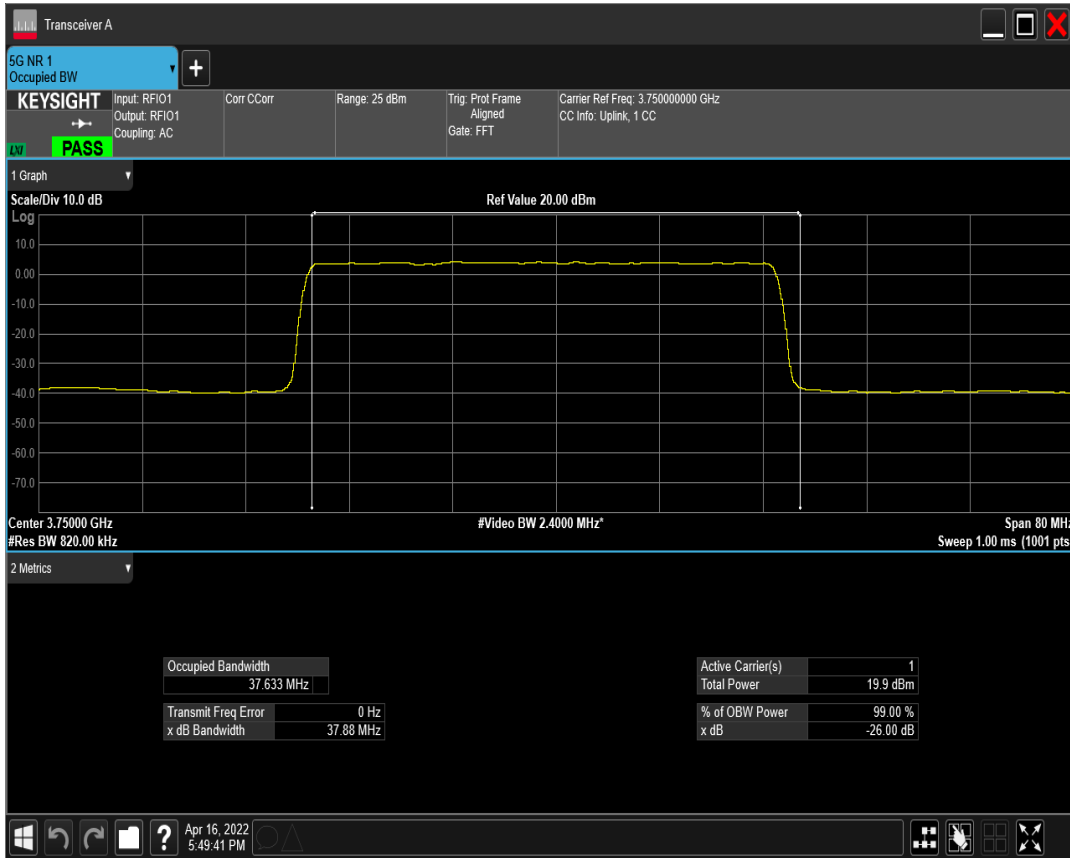 Transceiver A
5G NR 1
Occupied BW
KEYSIGHT
LXI
PASS
Input: RFIO1
Output: RFIO1
Coupling: AC
Corr CCorr
Range: 25 dBm
Trig: Prot Frame
Aligned
Gate: FFT
Carrier Ref Freq: 3.750000000 GHz
CC Info: Uplink, 1 CC
1 Graph
Scale/Div 10.0 dB
Ref Value 20.00 dBm
Log
10.0
0.00
-10.0
-20.0
-30.0
-40.0
-50.0
-60.0
-70.0
Center 3.75000 GHz
#Video BW 2.4000 MHz*
Span 80 MHz
#Res BW 820.00 kHz
Sweep 1.00 ms (1001 pts
2 Metrics
Occupied Bandwidth
37.633 MHz
Transmit Freq Error 0 Hz
x dB Bandwidth 37.88 MHz
Active Carrier(s) 1
Total Power 19.9 dBm
% of OBW Power 99.00 %
x dB -26.00 dB
?
Apr 16, 2022
5:49:41 PM